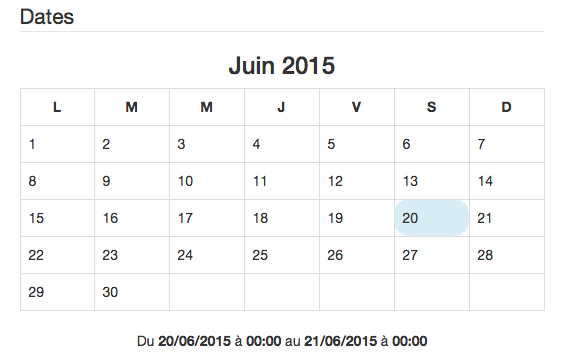 Dates
Juin 2015
L M M J V S D
1 2 3 4 5 6 7
8 9 10 11 12 13 14
15 16 17 18 19 20 21
22 23 24 25 26 27 28
29 30
Du 20/06/2015 à 00:00 au 21/06/2015 à 00:00